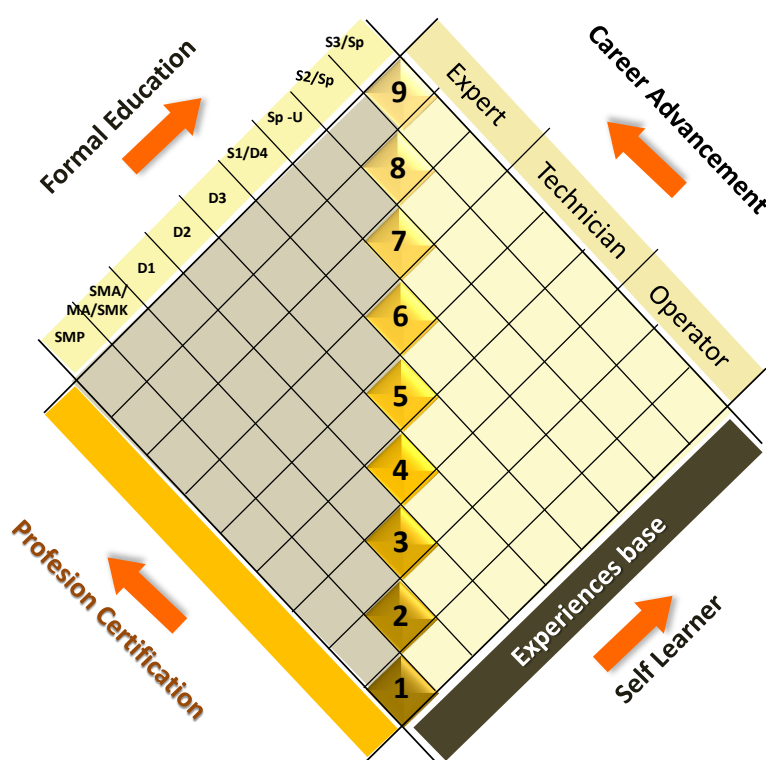 Formal Education
S3/Sp
S2/Sp
Sp -U
S1/D4
D3
D2
D1
SMA/
MA/SMK
SMP
Career Advancement
Expert
Technician
Operator
9
8
7
6
5
4
3
2
1
Profesion Certification
Experiences base
Self Learner